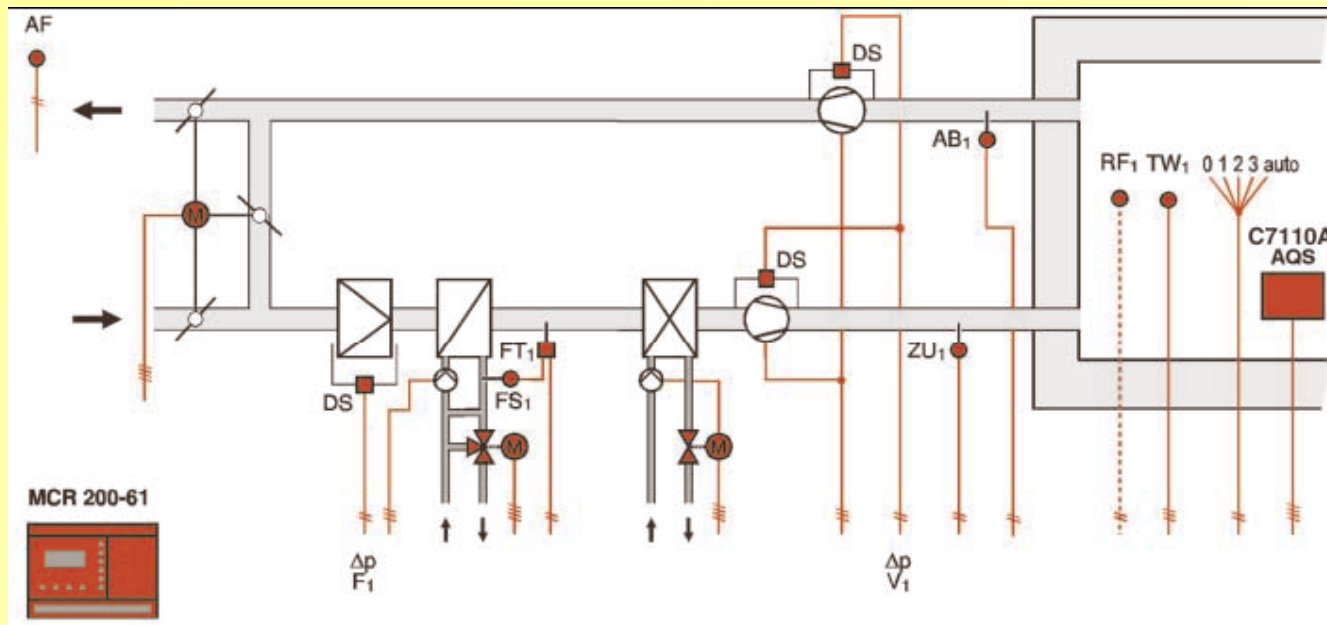 AF
DS
AB₁
RF₁ TW₁ 0 1 2 3 auto
C7110A
AQS
M
DS
FT₁
ZU₁
DS
FS₁
M
M
MCR 200-61
Δp
F₁
Δp
V₁